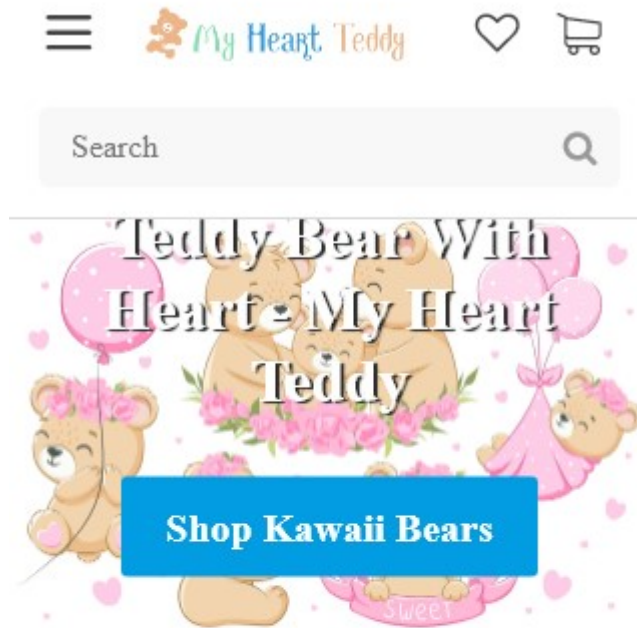 My Heart Teddy
Search
Teddy Bear With
Heart - My Heart
Teddy
Shop Kawaii Bears
SWEET